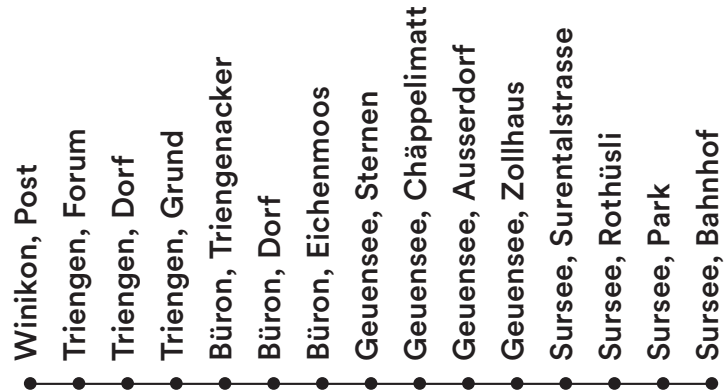 Winikon, Post
Triengen, Forum
Triengen, Dorf
Triengen, Grund
Büron, Triengenacker
Büron, Dorf
Büron, Eichenmoos
Geuensee, Sternen
Geuensee, Chäppelimatt
Geuensee, Ausserdorf
Geuensee, Zollhaus
Sursee, Surentalstrasse
Sursee, Rothüsli
Sursee, Park
Sursee, Bahnhof